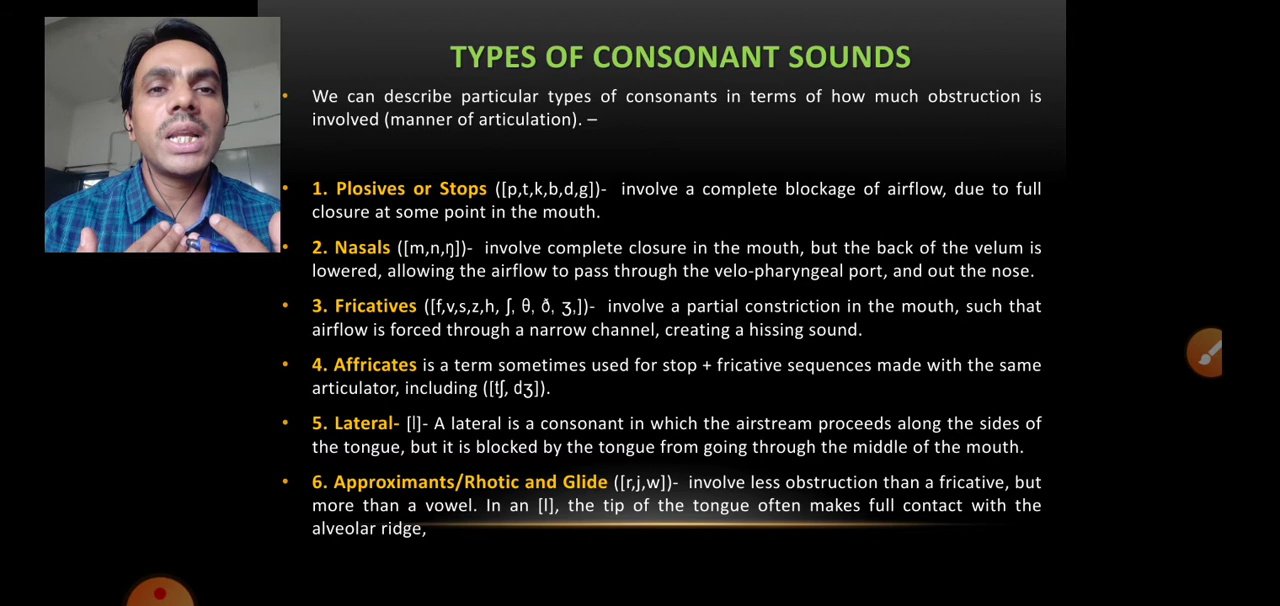 TYPES OF CONSONANT SOUNDS
• We can describe particular types of consonants in terms of how much obstruction is
involved (manner of articulation). –
• 1. Plosives or Stops ([p,t,k,b,d,g])- involve a complete blockage of airflow, due to full
closure at some point in the mouth.
• 2. Nasals ([m,n,ŋ])- involve complete closure in the mouth, but the back of the velum is
lowered, allowing the airflow to pass through the velo-pharyngeal port, and out the nose.
• 3. Fricatives ([f,v,s,z,h, ʃ, θ, ð, ʒ,])- involve a partial constriction in the mouth, such that
airflow is forced through a narrow channel, creating a hissing sound.
• 4. Affricates is a term sometimes used for stop + fricative sequences made with the same
articulator, including ([tʃ, dʒ]).
• 5. Lateral- [l]- A lateral is a consonant in which the airstream proceeds along the sides of
the tongue, but it is blocked by the tongue from going through the middle of the mouth.
• 6. Approximants/Rhotic and Glide ([r,j,w])- involve less obstruction than a fricative, but
more than a vowel. In an [l], the tip of the tongue often makes full contact with the
alveolar ridge,